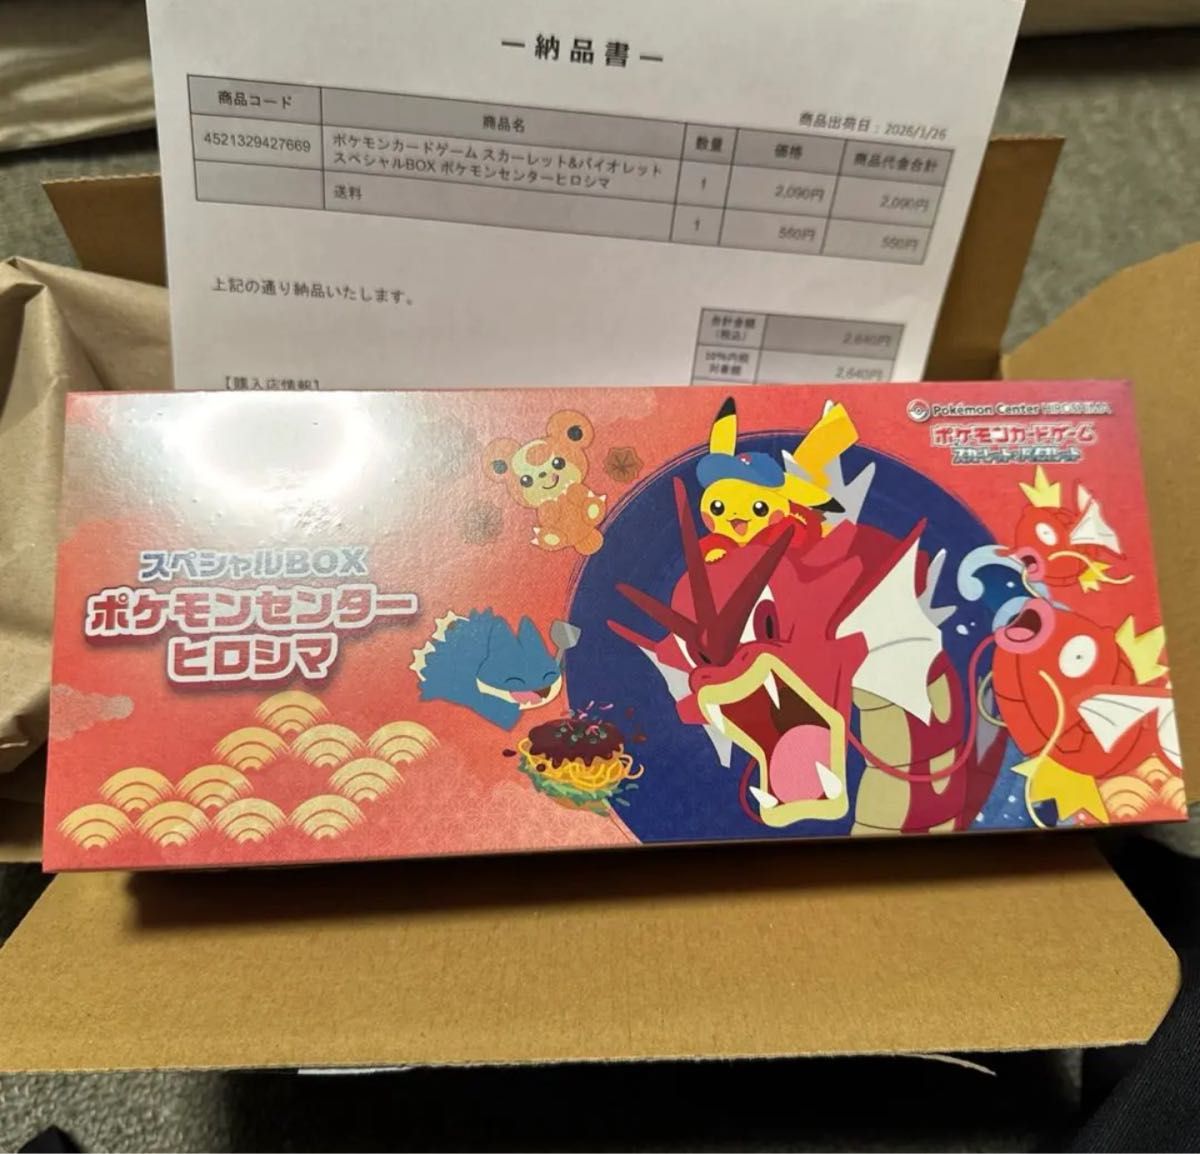 ー 納品書 ー
商品出荷日：2026/1/26
商品コード 商品名 数量 価格 商品代金合計
4521329427669 ポケモンカードゲーム スカーレット&バイオレット
スペシャルBOX ポケモンセンターヒロシマ 1 2,090円 2,090円
送料 1 550円 550円
上記の通り納品いたします。
合計金額
(税込) 2,640円
10%内税
対象額 2,640円
【購入店情報】
Pokémon Center HIROSHIMA
ポケモンカードゲーム
スカーレット&バイオレット
スペシャルBOX
ポケモンセンター
ヒロシマ